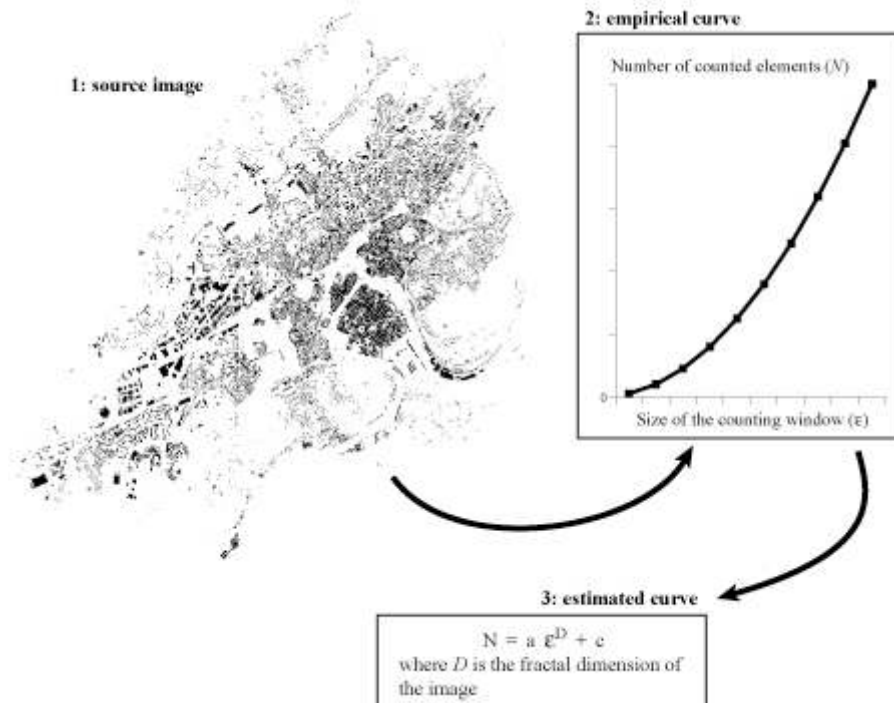 1: source image
2: empirical curve
Number of counted elements (N)
0
Size of the counting window (ε)
3: estimated curve
N = a ε^D + c
where D is the fractal dimension of
the image